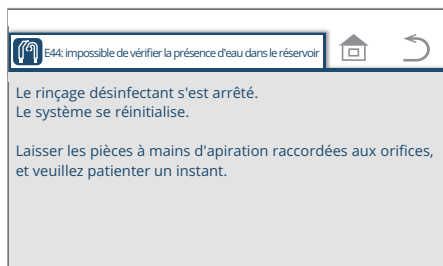 E44: impossible de vérifier la présence d'eau dans le réservoir
Le rinçage désinfectant s'est arrêté.
Le système se réinitialise.
Laisser les pièces à mains d'apiration raccordées aux orifices,
et veuillez patienter un instant.